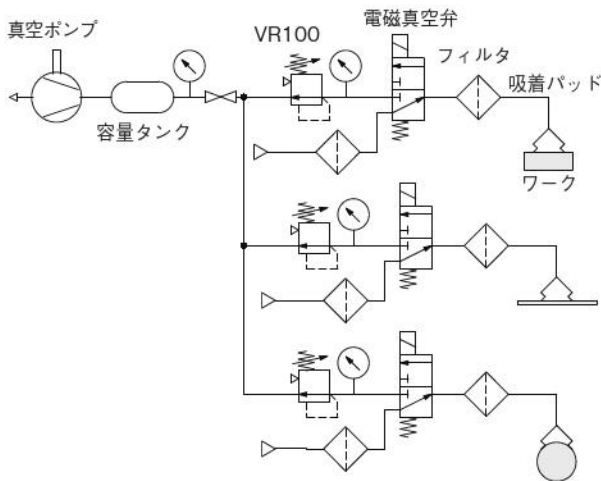 真空ポンプ
容量タンク
VR100
電磁真空弁
フィルタ
吸着パッド
ワーク